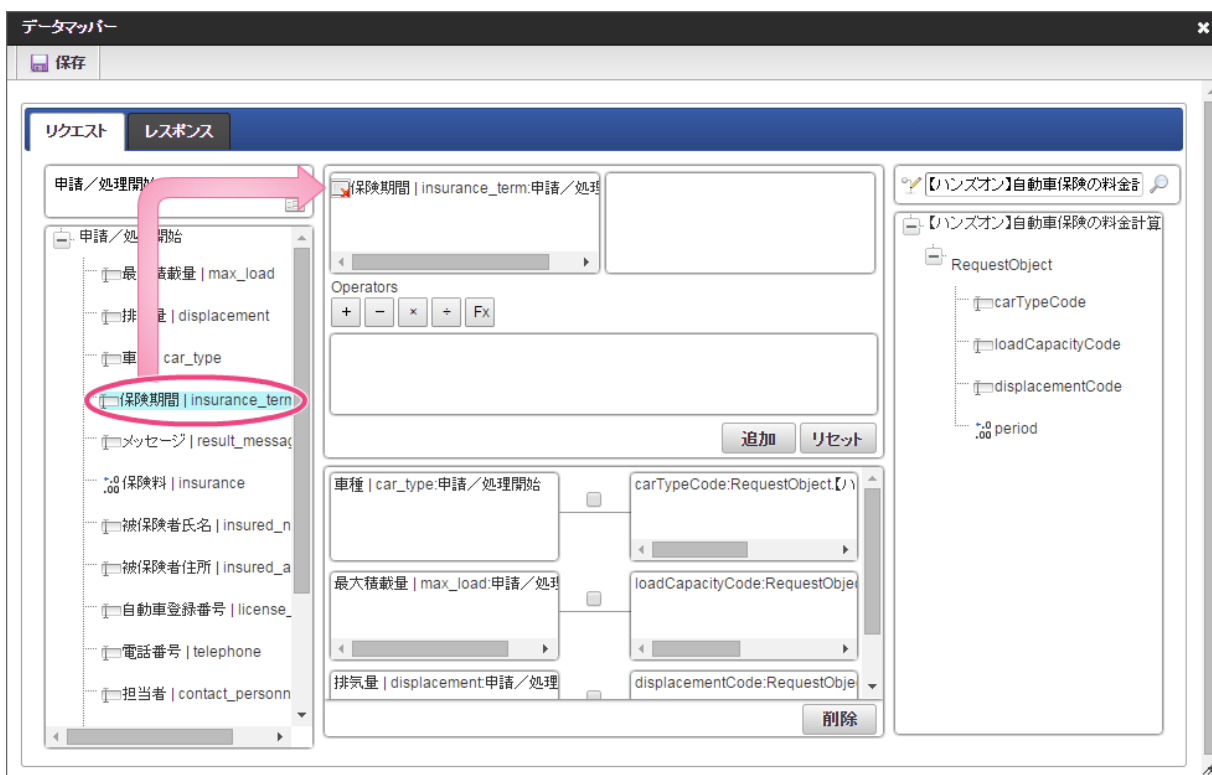 データマッパー
保存
リクエスト
レスポンス
申請／処理開始
申請／処理開始
最大積載量 | max_load
排気量 | displacement
車種 | car_type
保険期間 | insurance_term
メッセージ | result_messag
保険料 | insurance
被保険者氏名 | insured_n
被保険者住所 | insured_a
自動車登録番号 | license_
電話番号 | telephone
担当者 | contact_personn
保険期間 | insurance_term:申請／処理
Operators
+ − × ÷ Fx
追加
リセット
車種 | car_type:申請／処理開始
carTypeCode:RequestObject.【ハ
最大積載量 | max_load:申請／処理
loadCapacityCode:RequestObjec
排気量 | displacement:申請／処理
displacementCode:RequestObje
削除
【ハンズオン】自動車保険の料金計
【ハンズオン】自動車保険の料金計算
RequestObject
carTypeCode
loadCapacityCode
displacementCode
period